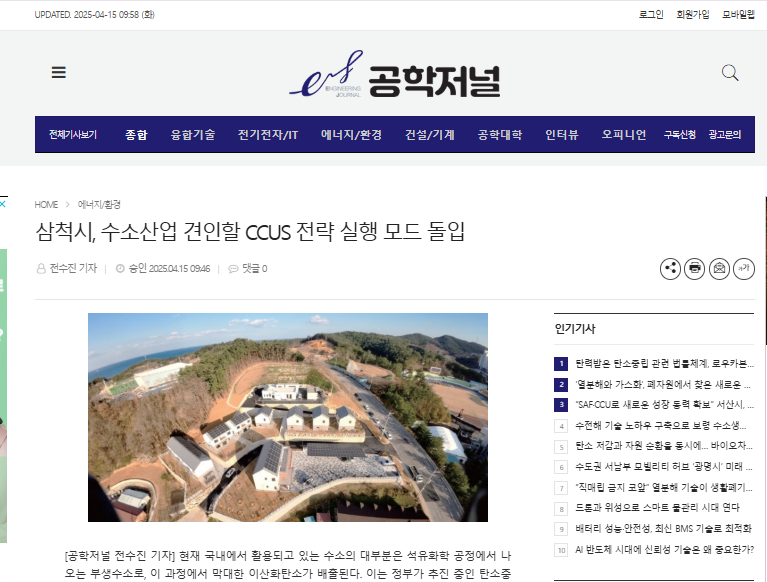 UPDATED. 2025-04-15 09:58 (화)
로그인 회원가입 모바일웹
ENGINEERING JOURNAL 공학저널
전체기사보기 종합 융합기술 전기전자/IT 에너지/환경 건설/기계 공학대학 인터뷰 오피니언 구독신청 광고문의
HOME > 에너지/환경
삼척시, 수소산업 견인할 CCUS 전략 실행 모드 돌입
전수진 기자 | 승인 2025.04.15 09:46 | 댓글 0
가
인기기사
1 탄력받은 탄소중립 관련 법률체계, 로우카본...
2 '열분해와 가스화', 폐자원에서 찾은 새로운 ...
3 "SAF·CCU로 새로운 성장 동력 확보" 서산시, ...
4 수전해 기술 노하우 구축으로 보령 수소생...
5 탄소 저감과 자원 순환을 동시에... 바이오차...
6 수도권 서남부 모빌리티 허브 '광명시' 미래 ...
7 "직매립 금지 코앞" 열분해 기술이 생활폐기...
8 드론과 위성으로 스마트 물관리 시대 연다
9 배터리 성능·안전성, 최신 BMS 기술로 최적화
10 AI 반도체 시대에 신뢰성 기술은 왜 중요한가?
[공학저널 전수진 기자] 현재 국내에서 활용되고 있는 수소의 대부분은 석유화학 공정에서 나
오는 부생수소로, 이 과정에서 막대한 이산화탄소가 배출된다. 이는 정부가 추진 중인 탄소중